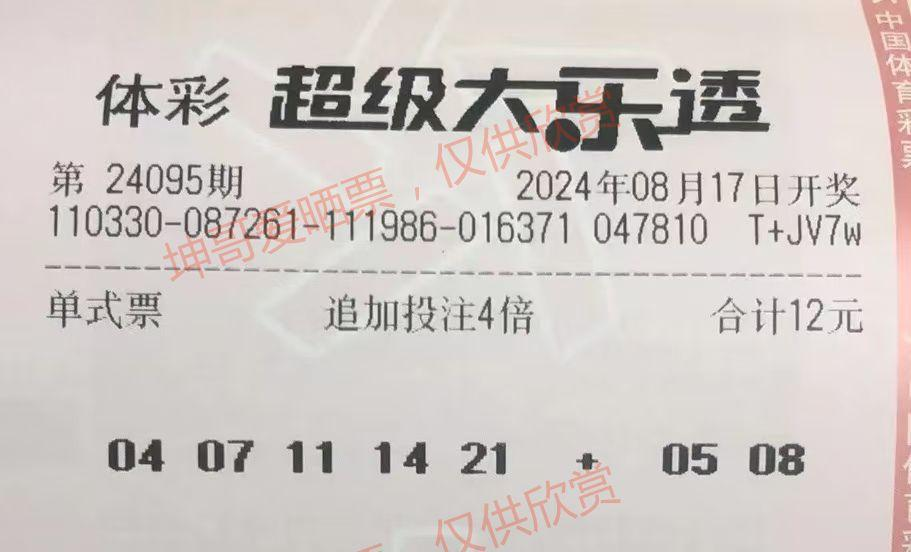 体彩 超级大乐透
第 24095期 2024年08月17日开奖
110330-087261-111986-016371 047810 T+JV7w
单式票 追加投注4倍 合计12元
04 07 11 14 21 + 05 08
坤哥爱晒票,仅供欣赏
仅供欣赏
中国体育彩票